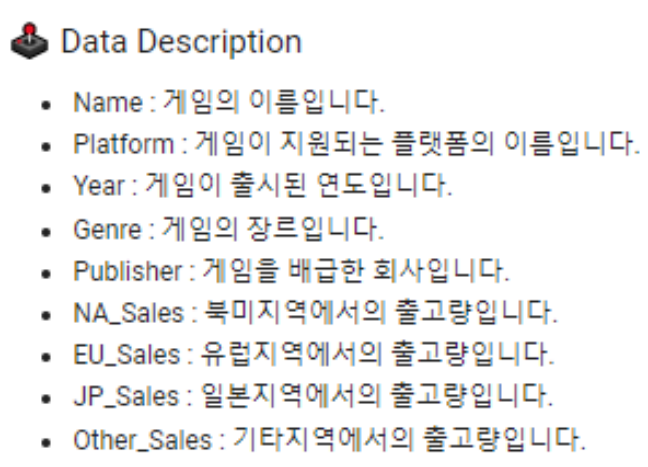 Data Description
• Name : 게임의 이름입니다.
• Platform : 게임이 지원되는 플랫폼의 이름입니다.
• Year : 게임이 출시된 연도입니다.
• Genre : 게임의 장르입니다.
• Publisher : 게임을 배급한 회사입니다.
• NA_Sales : 북미지역에서의 출고량입니다.
• EU_Sales : 유럽지역에서의 출고량입니다.
• JP_Sales : 일본지역에서의 출고량입니다.
• Other_Sales : 기타지역에서의 출고량입니다.